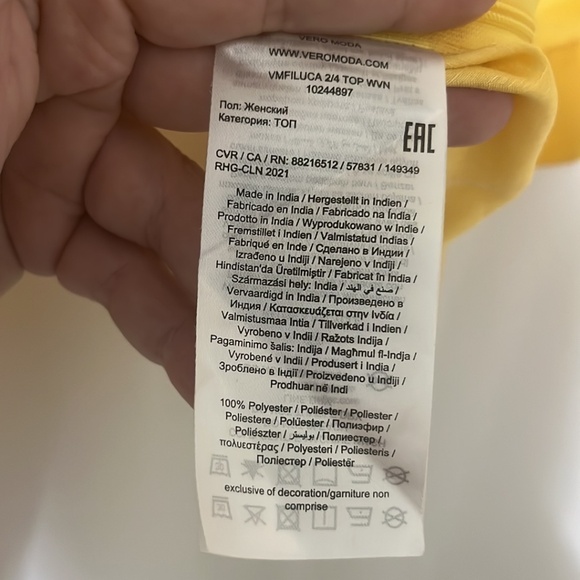 VERO MODA
WWW.VEROMODA.COM
VMFILUCA 2/4 TOP WVN
10244897
Пол: Женский
Категория: ТОП
EAC
CVR / CA / RN: 88216512 / 57831 / 149349
RHG-CLN 2021
Made in India / Hergestellt in Indien /
Fabricado en India / Fabricado na Índia /
Prodotto in India / Wyprodukowano w Indie /
Fremstillet i Indien / Valmistatud Indias /
Fabriqué en Inde / Сделано в Индии /
Izrađeno u Indiji / Narejeno v Indiji /
Hindistan'da Üretilmiştir / Fabricat în India /
Származási hely: India / صنع في الهند /
Vervaardigd in India / Произведено в
Индия / Κατασκευάζεται στην Ινδία /
Valmistusmaa Intia / Tillverkad i Indien /
Vyrobeno v Indii / Ražots Indija /
Pagaminimo šalis: Indija / Magħmul fl-Indja /
Vyrobené v Indii / Produsert i India /
Зроблено в Індії / Proizvedeno u Indiji /
Prodhuar në Indi
100% Polyester / Poliéster / Poliester /
Poliestere / Polüester / Полиэфир /
Poliészter / بوليستر / Полиестер /
πολυεστέρας / Polyesteri / Poliesteris /
Поліестер / Poliestër
exclusive of decoration/garniture non
comprise